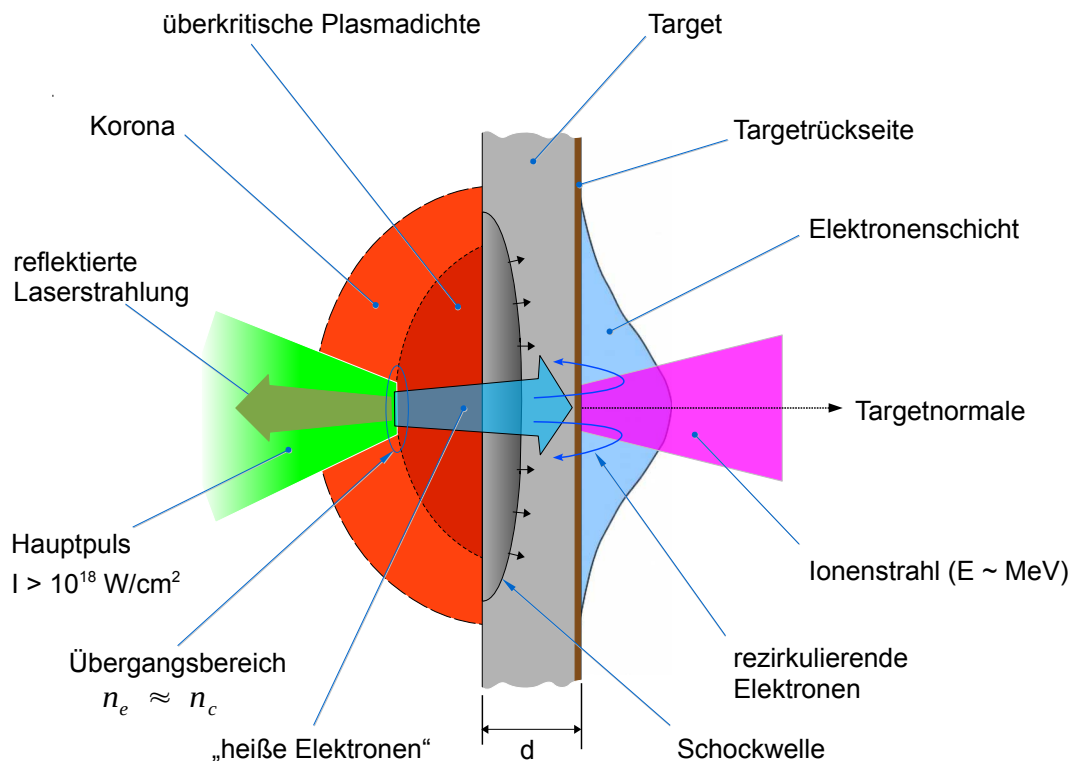 überkritische Plasmadichte
Target
Korona
Targetrückseite
Elektronenschicht
reflektierte
Laserstrahlung
Targetnormale
Hauptpuls
I > 10¹⁸ W/cm²
Ionenstrahl (E ~ MeV)
Übergangsbereich
nₑ ≈ n_c
rezirkulierende
Elektronen
„heiße Elektronen“
d
Schockwelle